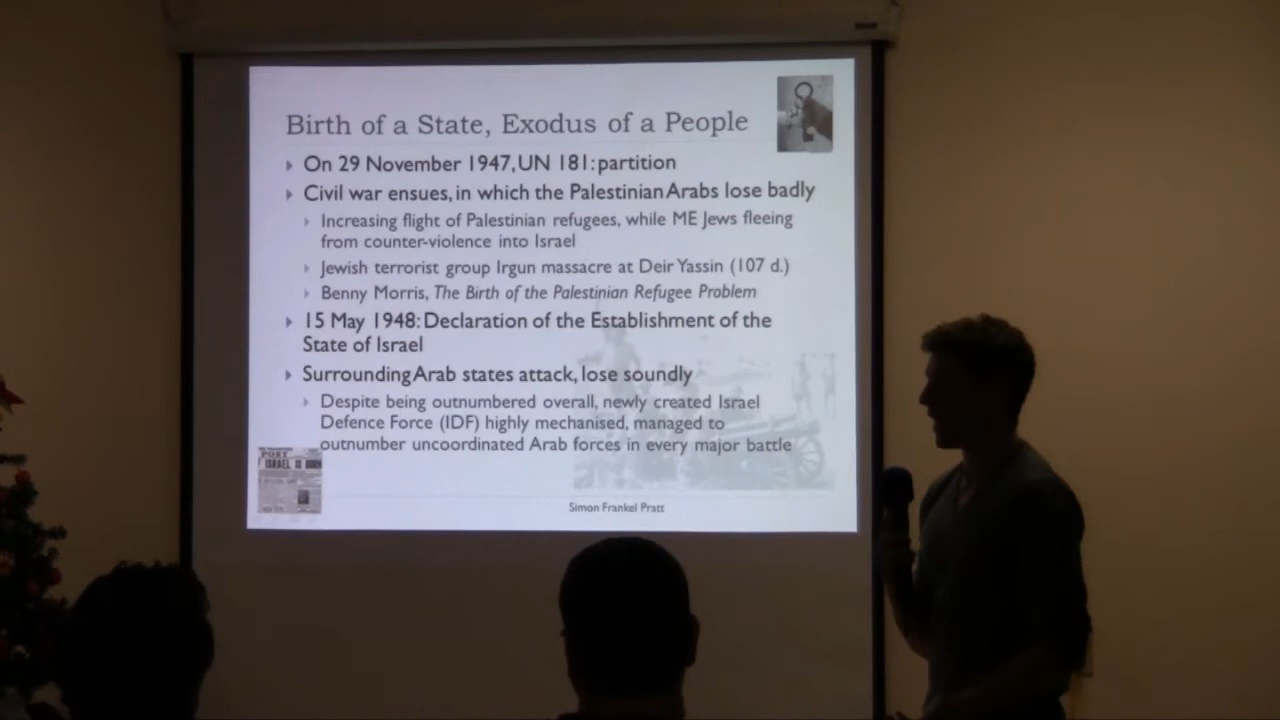 Birth of a State, Exodus of a People
On 29 November 1947, UN 181: partition
Civil war ensues, in which the Palestinian Arabs lose badly
Increasing flight of Palestinian refugees, while ME Jews fleeing
from counter-violence into Israel
Jewish terrorist group Irgun massacre at Deir Yassin (107 d.)
Benny Morris, The Birth of the Palestinian Refugee Problem
15 May 1948: Declaration of the Establishment of the
State of Israel
Surrounding Arab states attack, lose soundly
Despite being outnumbered overall, newly created Israel
Defence Force (IDF) highly mechanised, managed to
outnumber uncoordinated Arab forces in every major battle
POST
ISRAEL IS
Simon Frankel Pratt